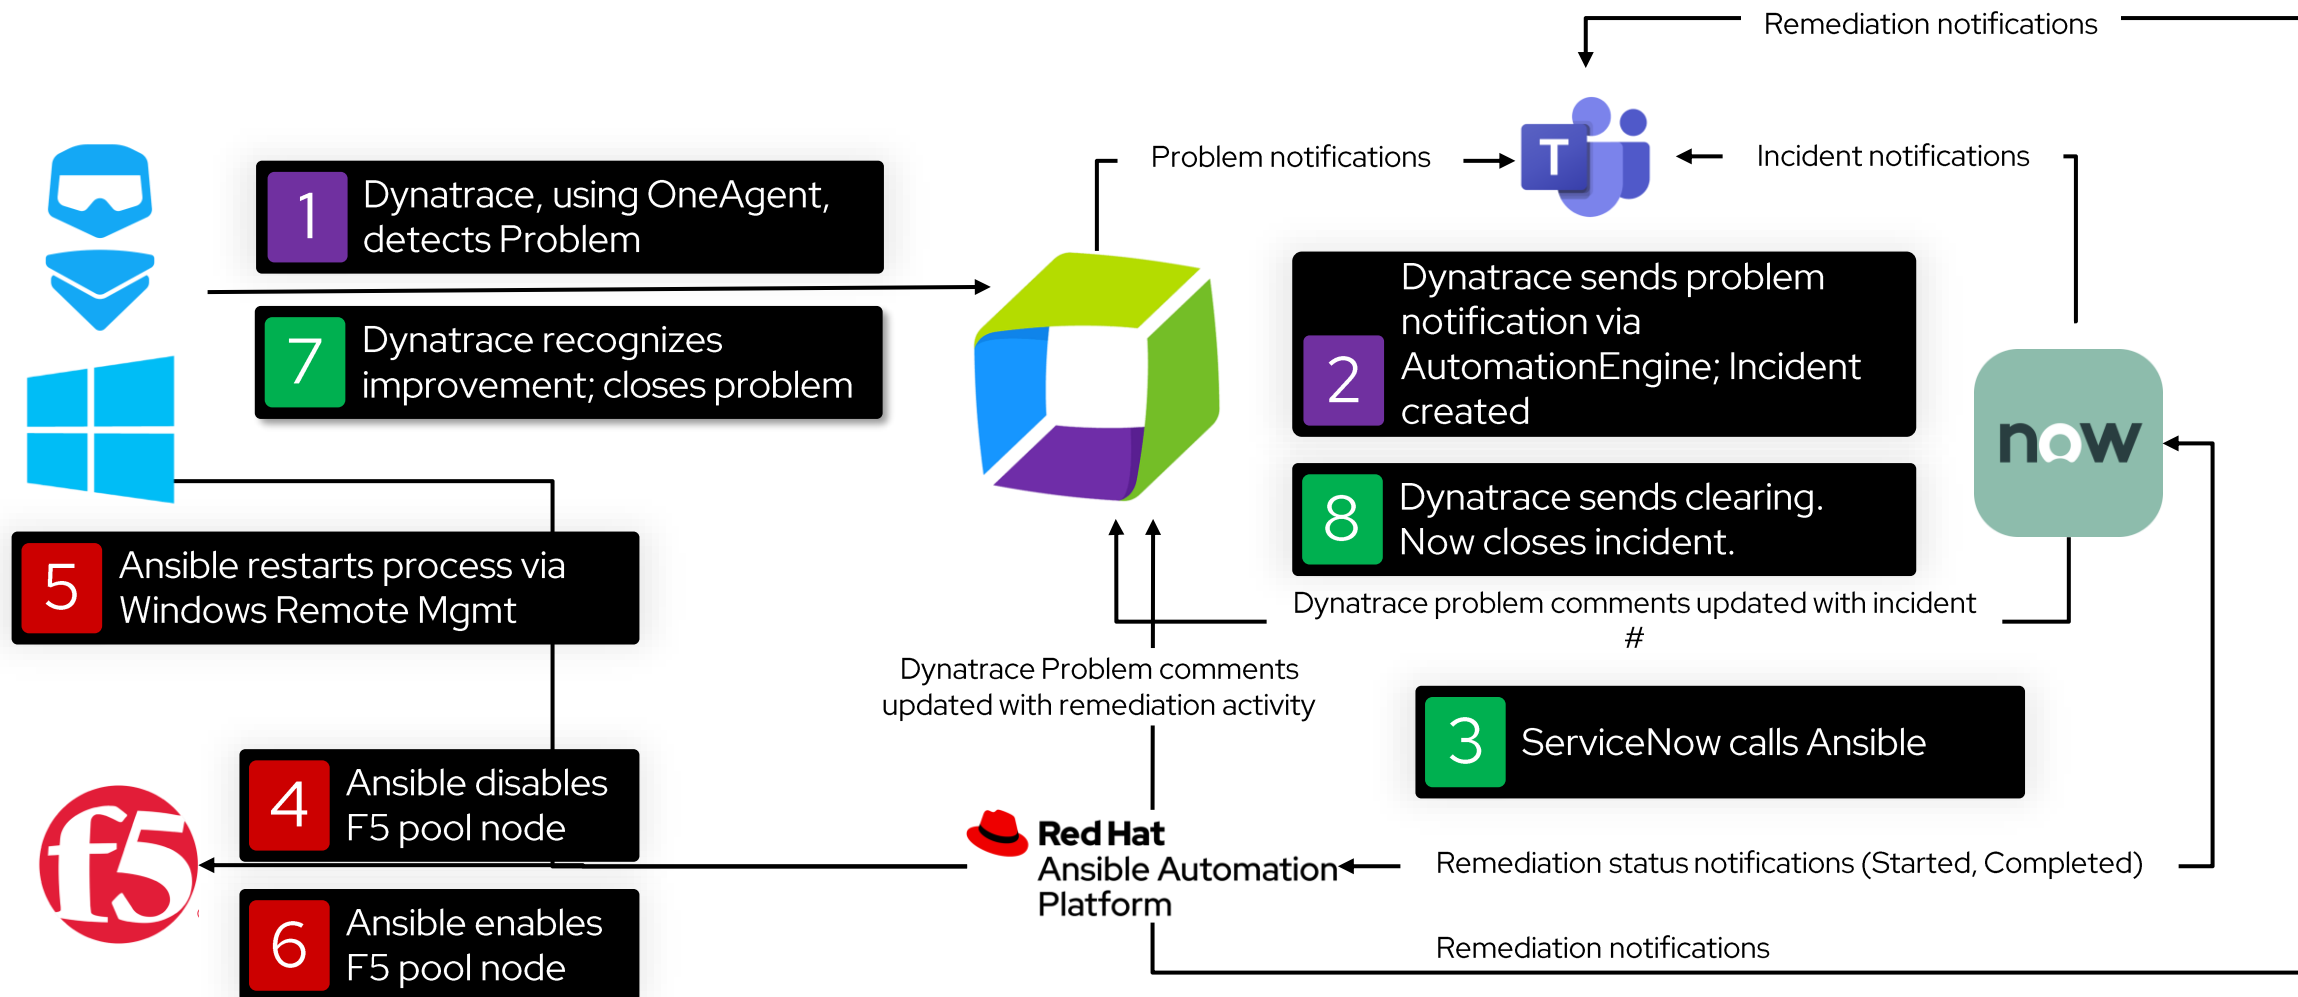 Remediation notifications
Problem notifications
T
Incident notifications
1
Dynatrace, using OneAgent,
detects Problem
7
Dynatrace recognizes
improvement; closes problem
2
Dynatrace sends problem
notification via
AutomationEngine; Incident
created
now
8
Dynatrace sends clearing.
Now closes incident.
5
Ansible restarts process via
Windows Remote Mgmt
Dynatrace problem comments updated with incident
#
Dynatrace Problem comments
updated with remediation activity
3
ServiceNow calls Ansible
4
Ansible disables
F5 pool node
f5
Red Hat
Ansible Automation
Platform
Remediation status notifications (Started, Completed)
6
Ansible enables
F5 pool node
Remediation notifications